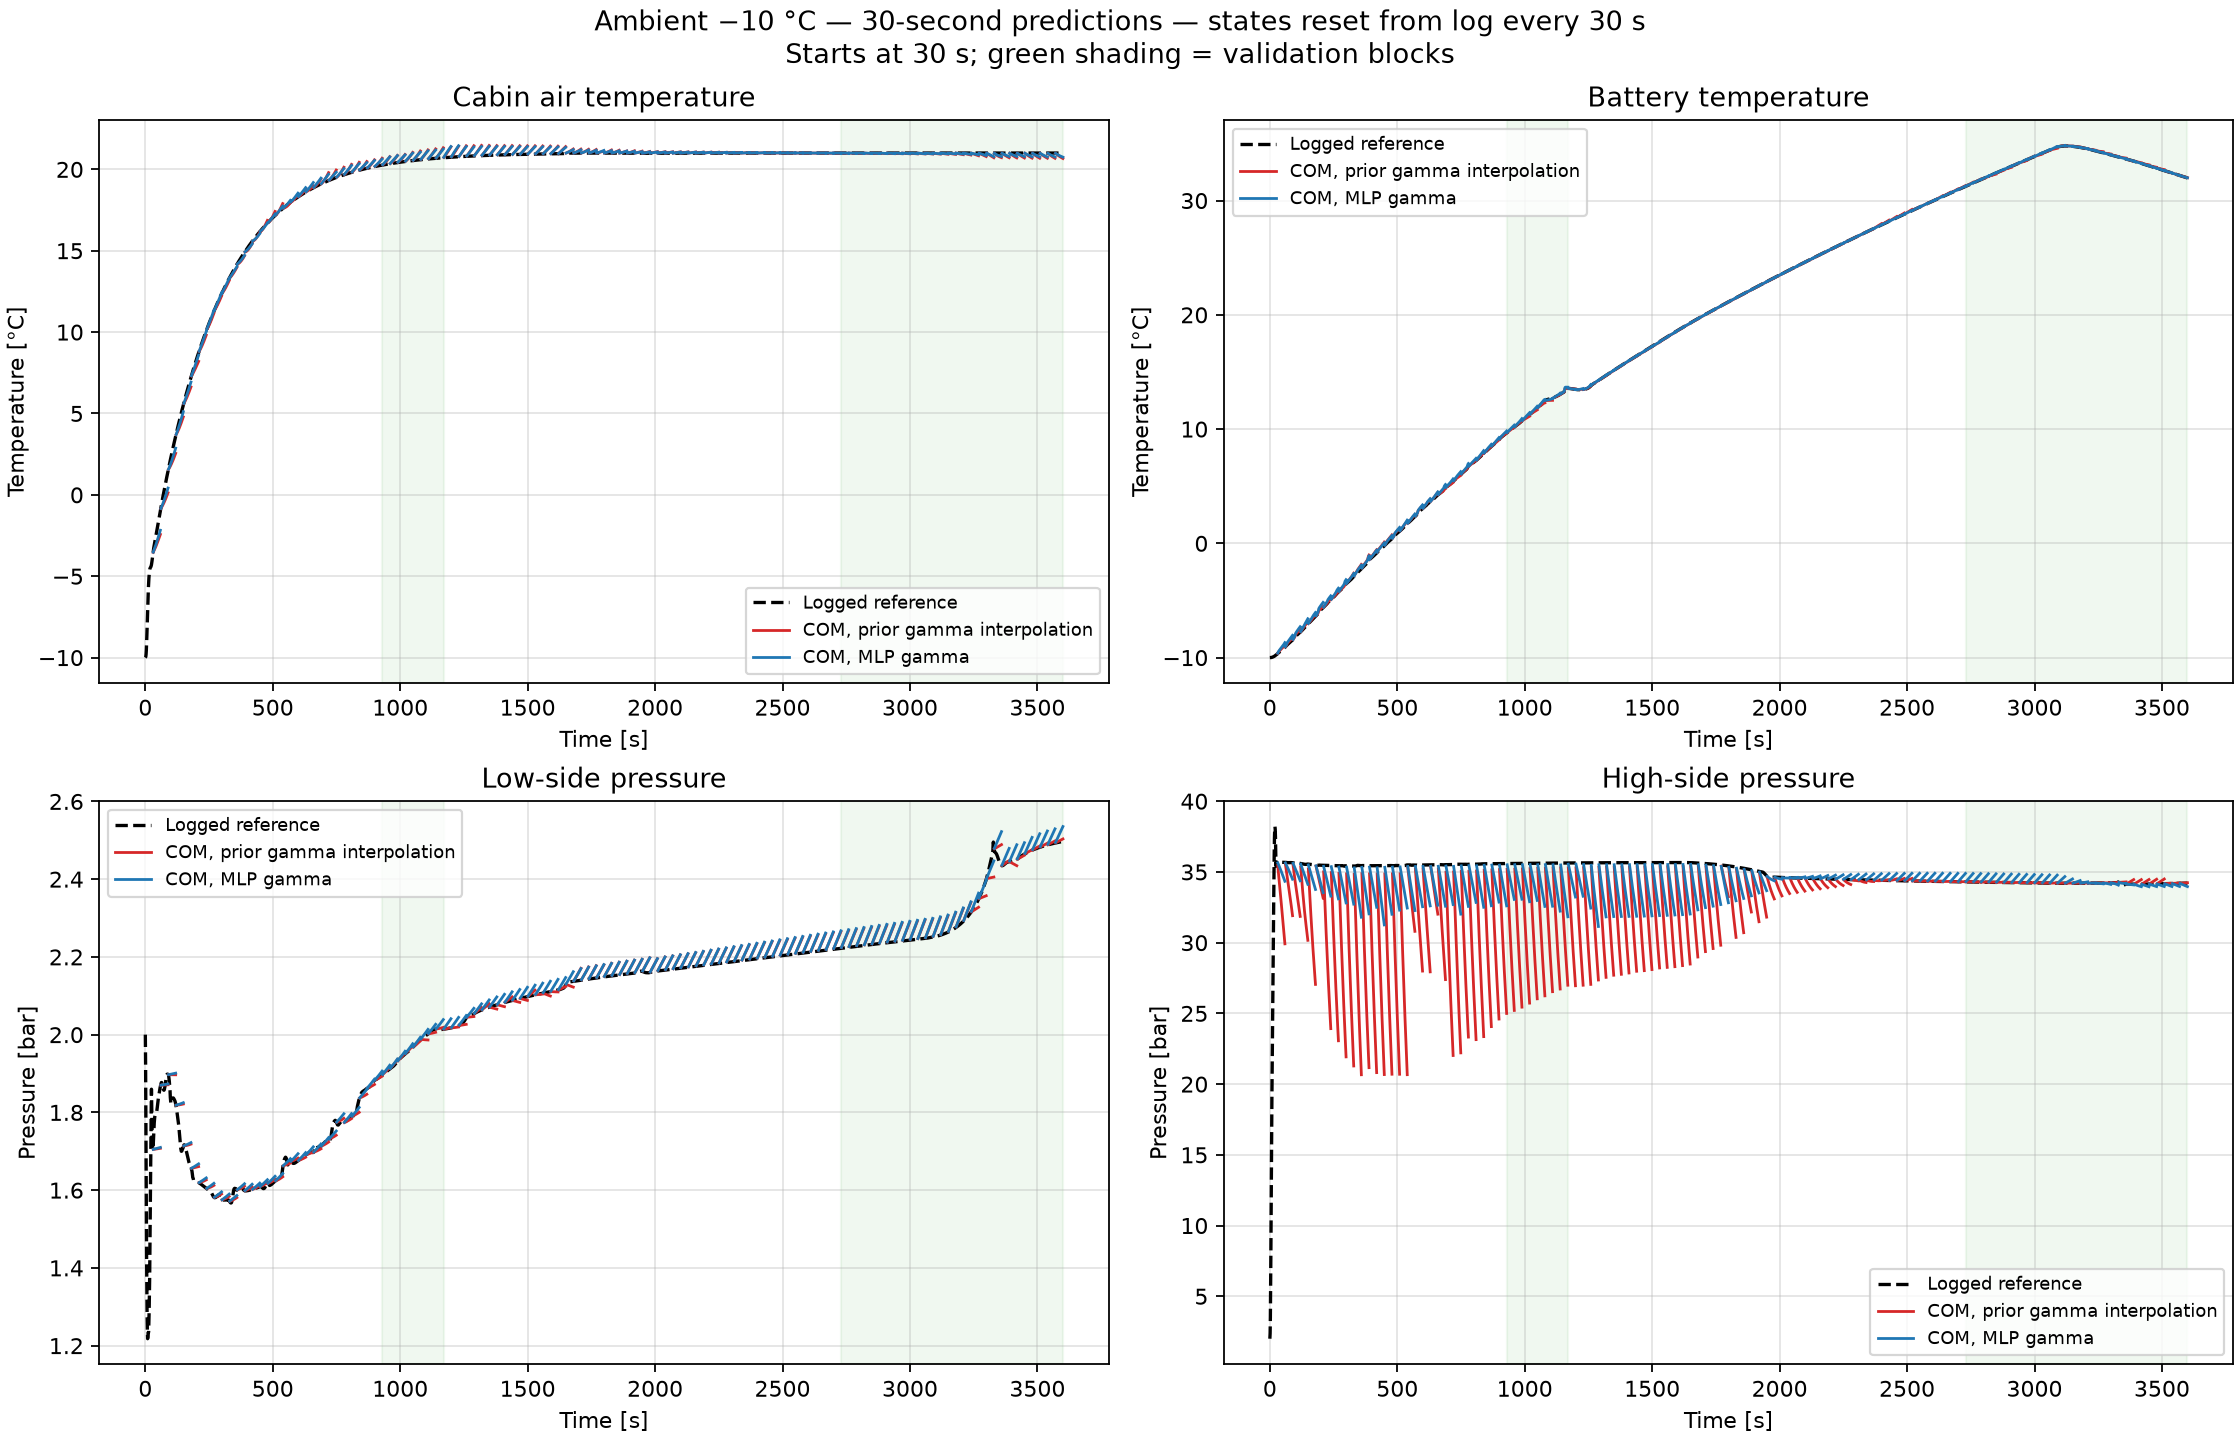 Ambient −10 °C — 30-second predictions — states reset from log every 30 s
Starts at 30 s; green shading = validation blocks
Cabin air temperature
Temperature [°C]
20
15
10
5
0
−5
−10
0 500 1000 1500 2000 2500 3000 3500
Time [s]
Logged reference
COM, prior gamma interpolation
COM, MLP gamma
Battery temperature
Temperature [°C]
30
20
10
0
−10
0 500 1000 1500 2000 2500 3000 3500
Time [s]
Logged reference
COM, prior gamma interpolation
COM, MLP gamma
Low-side pressure
Pressure [bar]
2.6
2.4
2.2
2.0
1.8
1.6
1.4
1.2
0 500 1000 1500 2000 2500 3000 3500
Time [s]
Logged reference
COM, prior gamma interpolation
COM, MLP gamma
High-side pressure
Pressure [bar]
40
35
30
25
20
15
10
5
0 500 1000 1500 2000 2500 3000 3500
Time [s]
Logged reference
COM, prior gamma interpolation
COM, MLP gamma